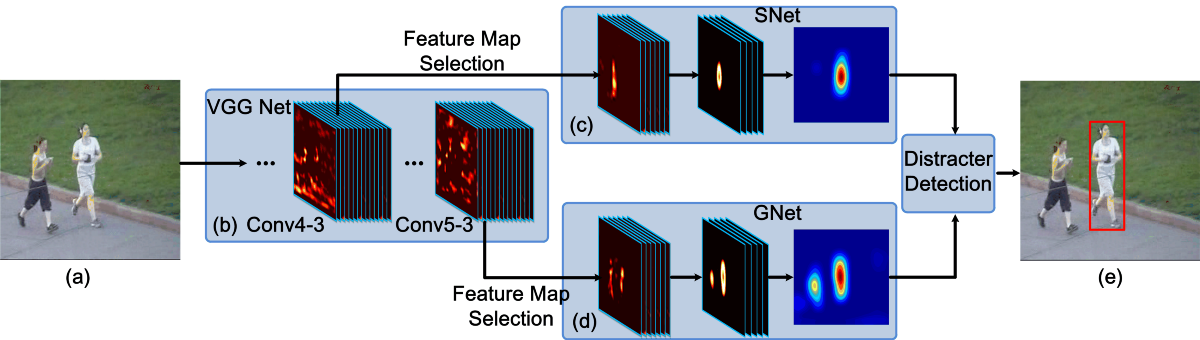 SNet
Feature Map
Selection
(c)
VGG Net
...
...
(b)
Conv4-3
Conv5-3
Distracter
Detection
GNet
Feature Map
Selection
(d)
(a)
(e)